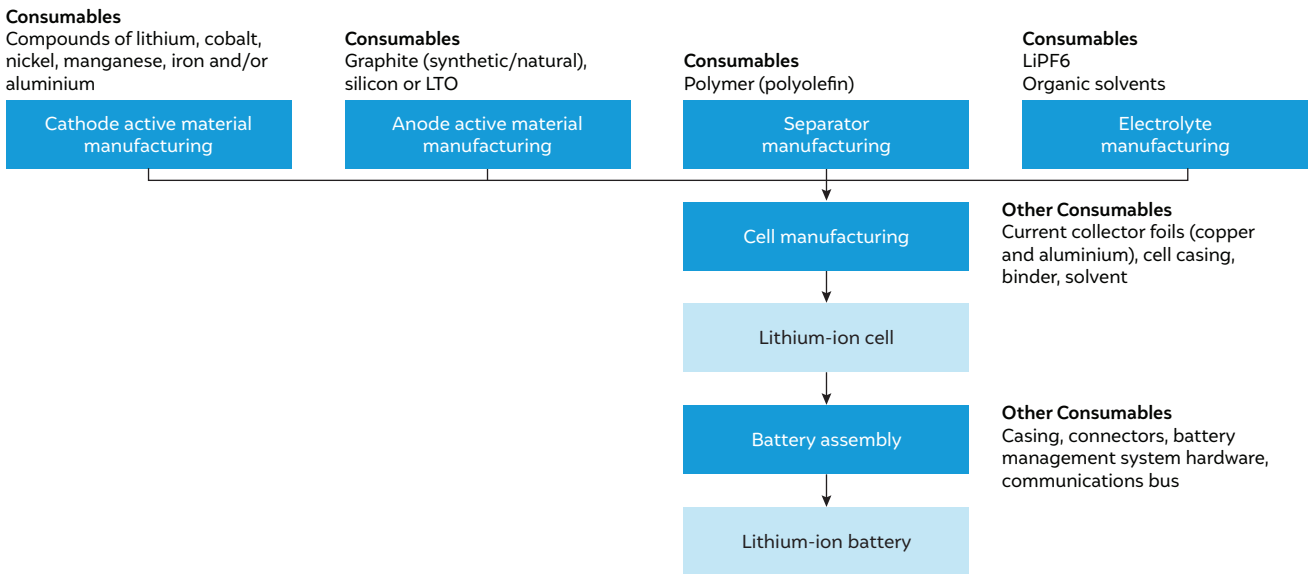 Consumables
Compounds of lithium, cobalt,
nickel, manganese, iron and/or
aluminium
Cathode active material
manufacturing
Consumables
Graphite (synthetic/natural),
silicon or LTO
Anode active material
manufacturing
Consumables
Polymer (polyolefin)
Separator
manufacturing
Consumables
LiPF6
Organic solvents
Electrolyte
manufacturing
Cell manufacturing
Other Consumables
Current collector foils (copper
and aluminium), cell casing,
binder, solvent
Lithium-ion cell
Battery assembly
Other Consumables
Casing, connectors, battery
management system hardware,
communications bus
Lithium-ion battery